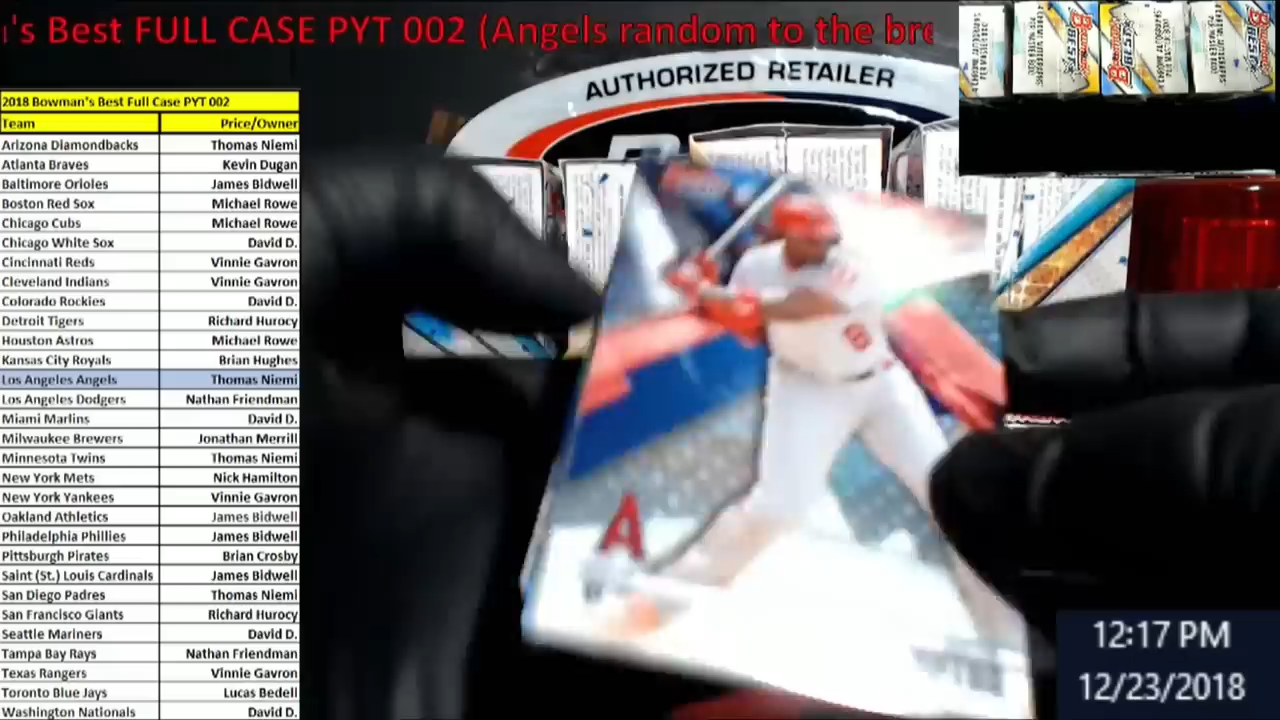 's Best FULL CASE PYT 002 (Angels random to the bre
2018 Bowman's Best Full Case PYT 002
Team Price/Owner
Arizona Diamondbacks Thomas Niemi
Atlanta Braves Kevin Dugan
Baltimore Orioles James Bidwell
Boston Red Sox Michael Rowe
Chicago Cubs Michael Rowe
Chicago White Sox David D.
Cincinnati Reds Vinnie Gavron
Cleveland Indians Vinnie Gavron
Colorado Rockies David D.
Detroit Tigers Richard Hurocy
Houston Astros Michael Rowe
Kansas City Royals Brian Hughes
Los Angeles Angels Thomas Niemi
Los Angeles Dodgers Nathan Friendman
Miami Marlins David D.
Milwaukee Brewers Jonathan Merrill
Minnesota Twins Thomas Niemi
New York Mets Nick Hamilton
New York Yankees Vinnie Gavron
Oakland Athletics James Bidwell
Philadelphia Phillies James Bidwell
Pittsburgh Pirates Brian Crosby
Saint (St.) Louis Cardinals James Bidwell
San Diego Padres Thomas Niemi
San Francisco Giants Richard Hurocy
Seattle Mariners David D.
Tampa Bay Rays Nathan Friendman
Texas Rangers Vinnie Gavron
Toronto Blue Jays Lucas Bedell
Washington Nationals David D.
AUTHORIZED RETAILER
A
12:17 PM
12/23/2018